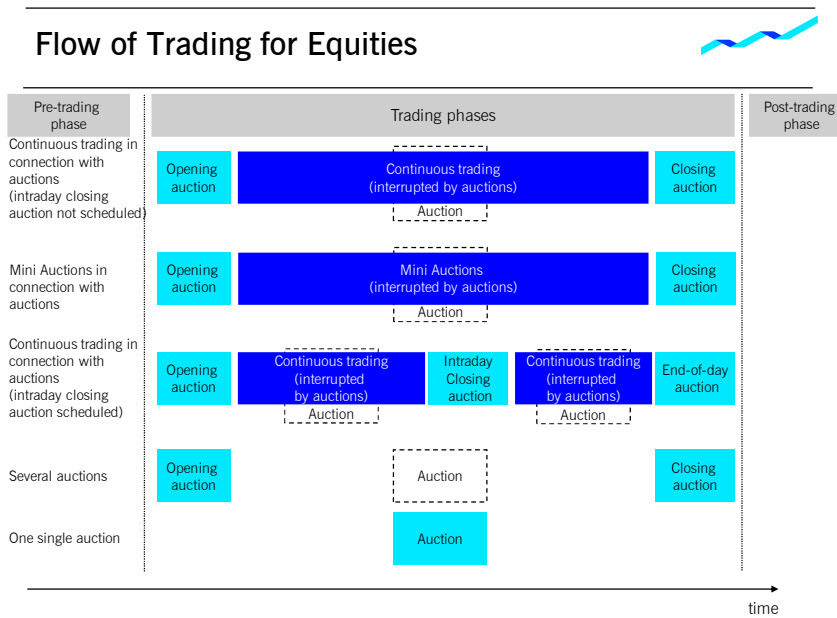 Flow of Trading for Equities
Pre-trading
phase
Trading phases
Post-trading
phase
Continuous trading in
connection with
auctions
(intraday closing
auction not scheduled)
Opening
auction
Continuous trading
(interrupted by auctions)
Auction
Closing
auction
Mini Auctions in
connection with
auctions
Opening
auction
Mini Auctions
(interrupted by auctions)
Auction
Closing
auction
Continuous trading in
connection with
auctions
(intraday closing
auction scheduled)
Opening
auction
Continuous trading
(interrupted
by auctions)
Auction
Intraday
Closing
auction
Continuous trading
(interrupted
by auctions)
Auction
End-of-day
auction
Several auctions
Opening
auction
Auction
Closing
auction
One single auction
Auction
time